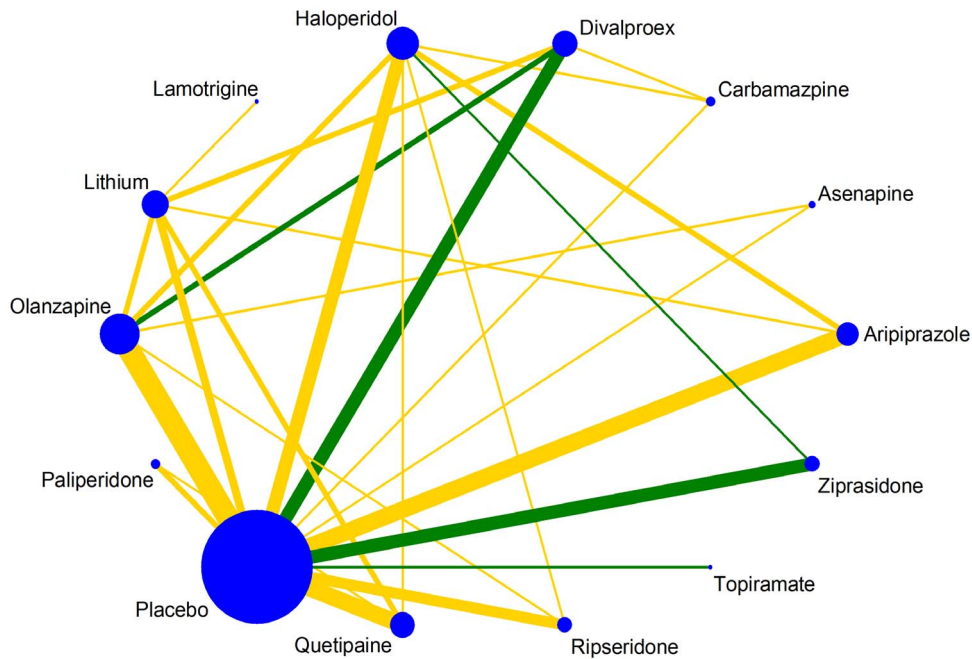 Haloperidol
Divalproex
Lamotrigine
Carbamazpine
Lithium
Asenapine
Olanzapine
Aripiprazole
Paliperidone
Ziprasidone
Placebo
Topiramate
Quetipaine
Ripseridone